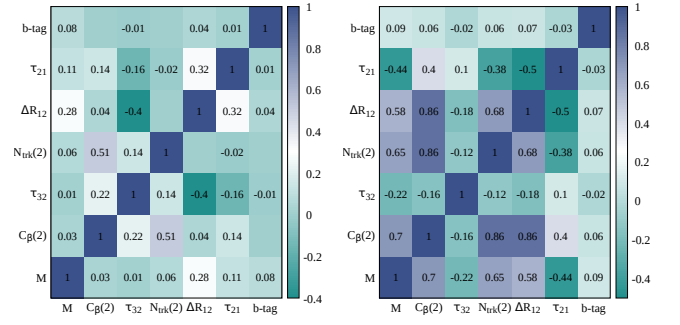 b-tag 0.08 -0.01 0.04 0.01 1
τ21 0.11 0.14 -0.16 -0.02 0.32 1 0.01
ΔR12 0.28 0.04 -0.4 1 0.32 0.04
Ntrk(2) 0.06 0.51 0.14 1 -0.02
τ32 0.01 0.22 1 0.14 -0.4 -0.16 -0.01
Cβ(2) 0.03 1 0.22 0.51 0.04 0.14
M 1 0.03 0.01 0.06 0.28 0.11 0.08
M Cβ(2) τ32 Ntrk(2) ΔR12 τ21 b-tag
1
0.8
0.6
0.4
0.2
0
-0.2
-0.4
b-tag 0.09 0.06 -0.02 0.06 0.07 -0.03 1
τ21 -0.44 0.4 0.1 -0.38 -0.5 1 -0.03
ΔR12 0.58 0.86 -0.18 0.68 1 -0.5 0.07
Ntrk(2) 0.65 0.86 -0.12 1 0.68 -0.38 0.06
τ32 -0.22 -0.16 1 -0.12 -0.18 0.1 -0.02
Cβ(2) 0.7 1 -0.16 0.86 0.86 0.4 0.06
M 1 0.7 -0.22 0.65 0.58 -0.44 0.09
M Cβ(2) τ32 Ntrk(2) ΔR12 τ21 b-tag
1
0.8
0.6
0.4
0.2
0
-0.2
-0.4